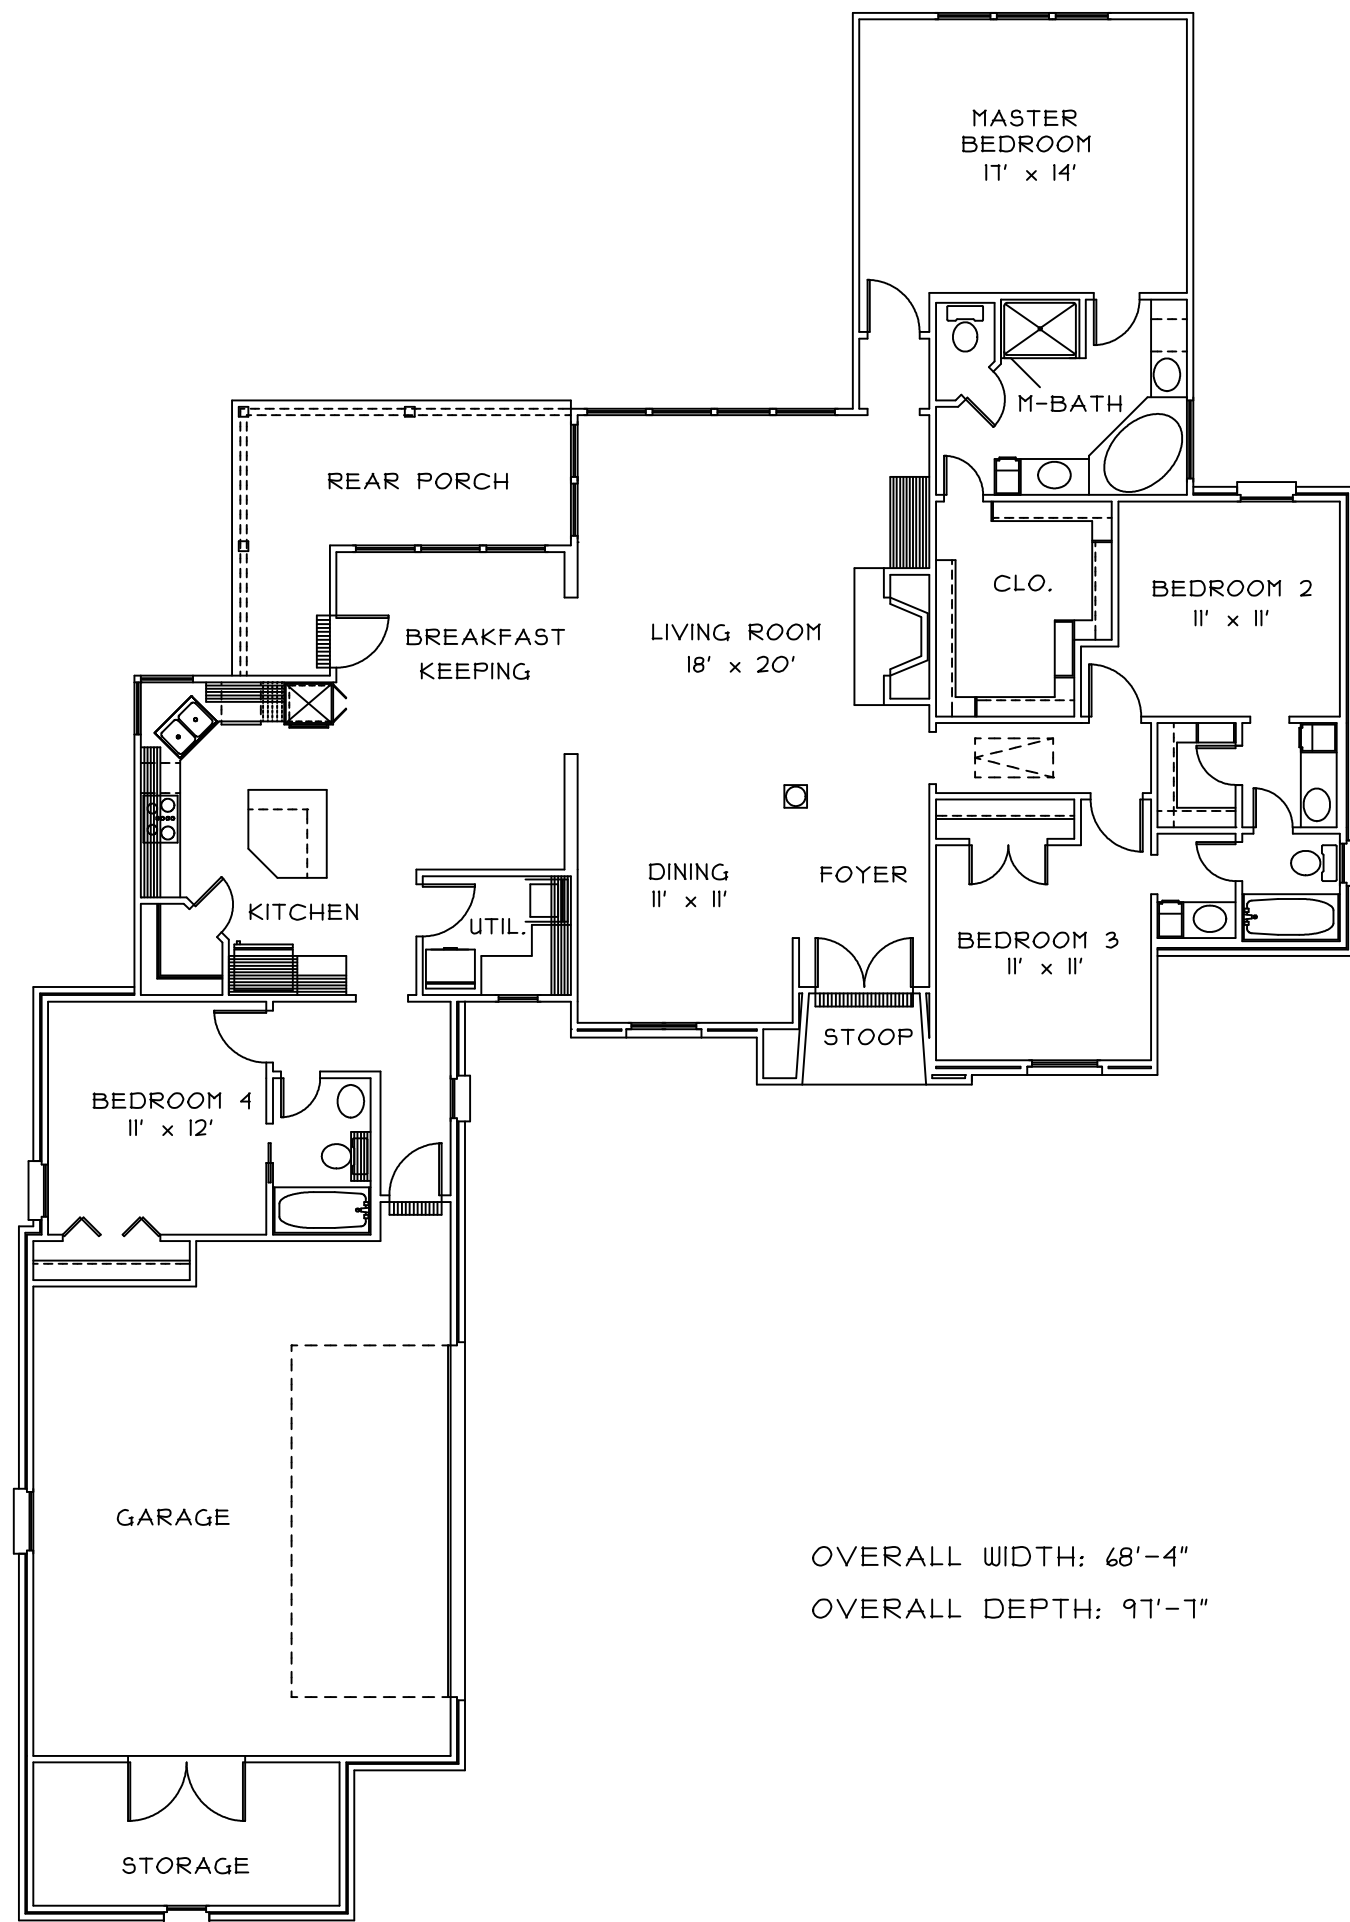 MASTER
BEDROOM
17' x 14'
M-BATH
REAR PORCH
CLO.
BEDROOM 2
11' x 11'
BREAKFAST
KEEPING
LIVING ROOM
18' x 20'
DINING
11' x 11'
FOYER
KITCHEN
UTIL.
BEDROOM 3
11' x 11'
STOOP
BEDROOM 4
11' x 12'
GARAGE
OVERALL WIDTH: 68'-4"
OVERALL DEPTH: 97'-7"
STORAGE